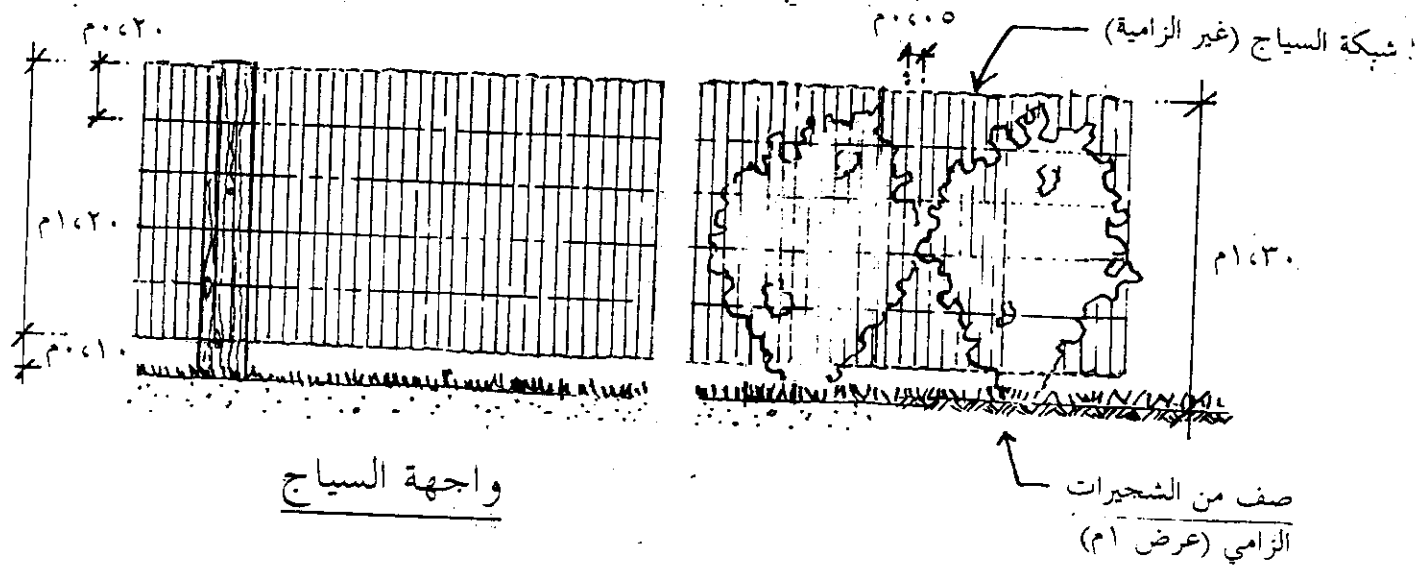 شبكة السياج (غير الزامية)
٠،٠٥م
٠،٢٠م
١،٢٠م
٠،١٠م
١،٣٠م
واجهة السياج
صف من الشجيرات
الزامي (عرض ١م)